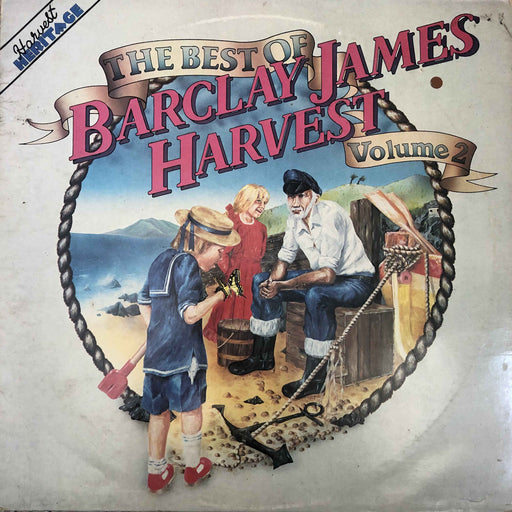 Harvest
HERITAGE
THE BEST OF
BARCLAY JAMES
HARVEST
Volume 2